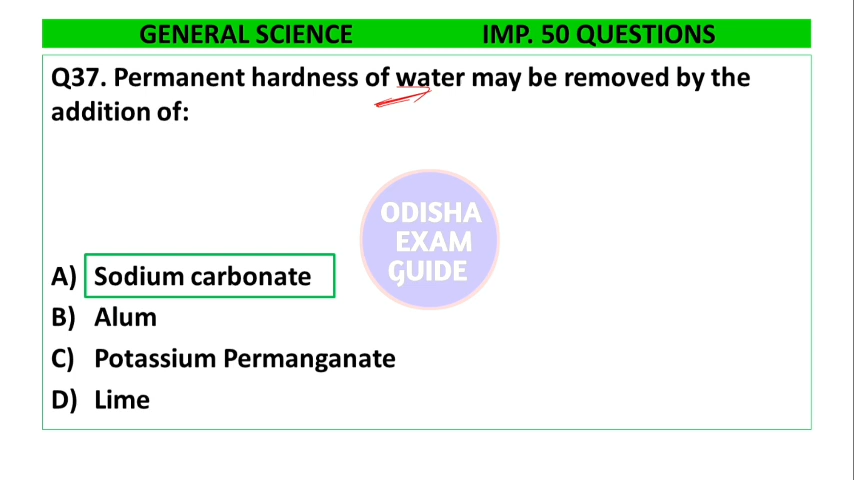 GENERAL SCIENCE IMP. 50 QUESTIONS
Q37. Permanent hardness of water may be removed by the
addition of:
ODISHA
EXAM
GUIDE
A) Sodium carbonate
B) Alum
C) Potassium Permanganate
D) Lime